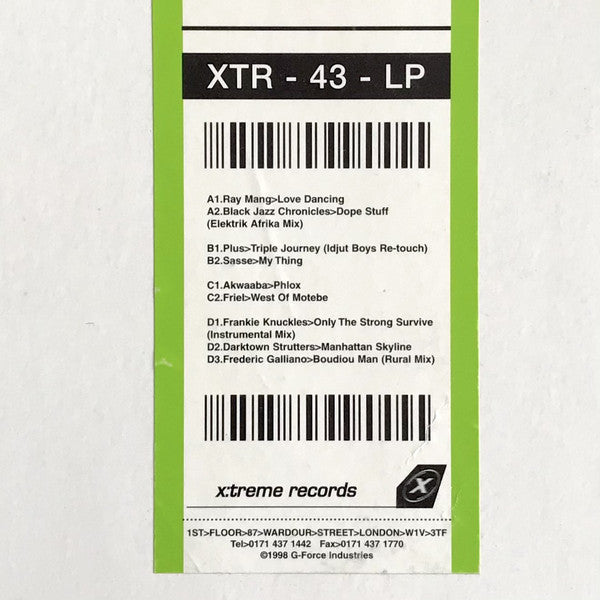 XTR - 43 - LP
A1.Ray Mang>Love Dancing
A2.Black Jazz Chronicles>Dope Stuff
(Elektrik Afrika Mix)
B1.Plus>Triple Journey (Idjut Boys Re-touch)
B2.Sasse>My Thing
C1.Akwaaba>Phlox
C2.Friel>West Of Motebe
D1.Frankie Knuckles>Only The Strong Survive
(Instrumental Mix)
D2.Darktown Strutters>Manhattan Skyline
D3.Frederic Galliano>Boudiou Man (Rural Mix)
x:treme records
X
1ST>FLOOR>87>WARDOUR>STREET>LONDON>W1V>3TF
Tel>0171 437 1442 Fax>0171 437 1770
©1998 G-Force Industries